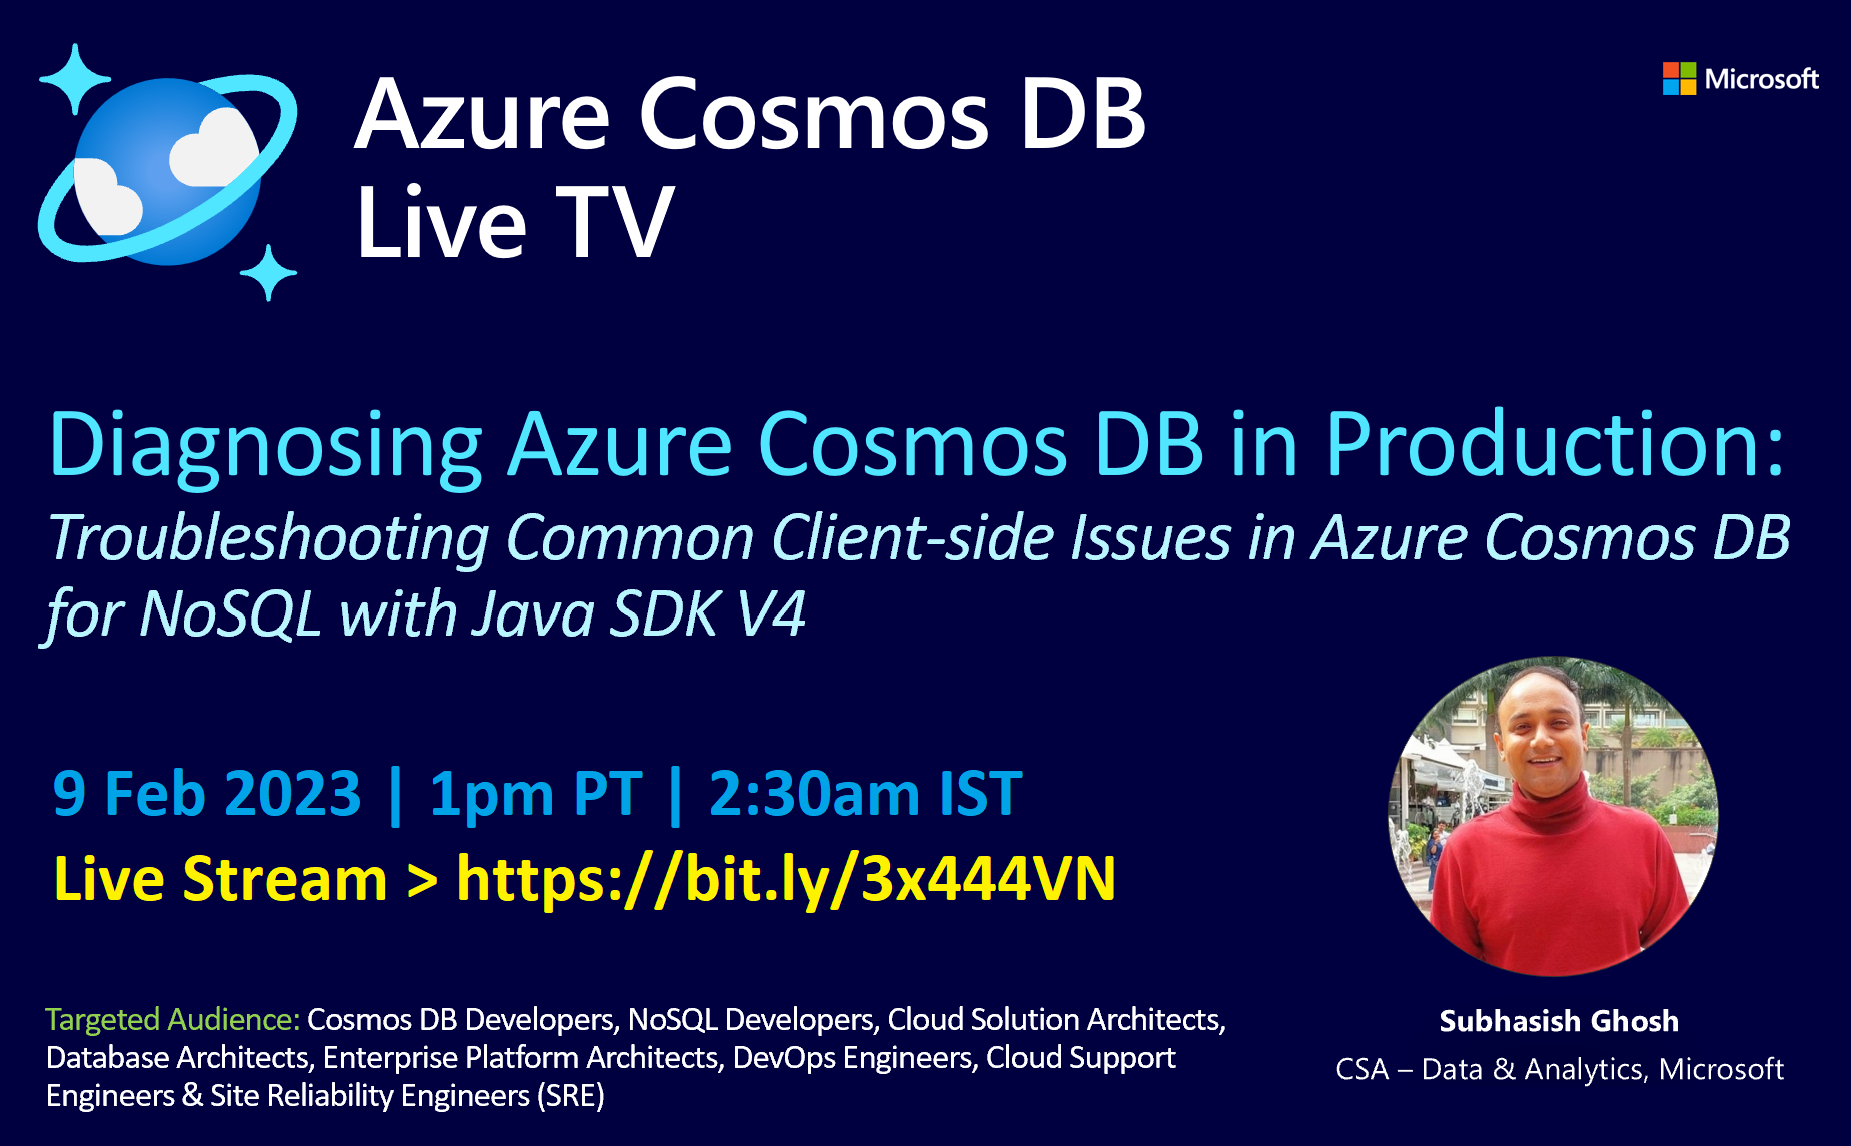 Azure Cosmos DB
Live TV
Microsoft
Diagnosing Azure Cosmos DB in Production:
Troubleshooting Common Client-side Issues in Azure Cosmos DB
for NoSQL with Java SDK V4
9 Feb 2023 | 1pm PT | 2:30am IST
Live Stream > https://bit.ly/3x444VN
Targeted Audience: Cosmos DB Developers, NoSQL Developers, Cloud Solution Architects,
Database Architects, Enterprise Platform Architects, DevOps Engineers, Cloud Support
Engineers & Site Reliability Engineers (SRE)
Subhasish Ghosh
CSA – Data & Analytics, Microsoft